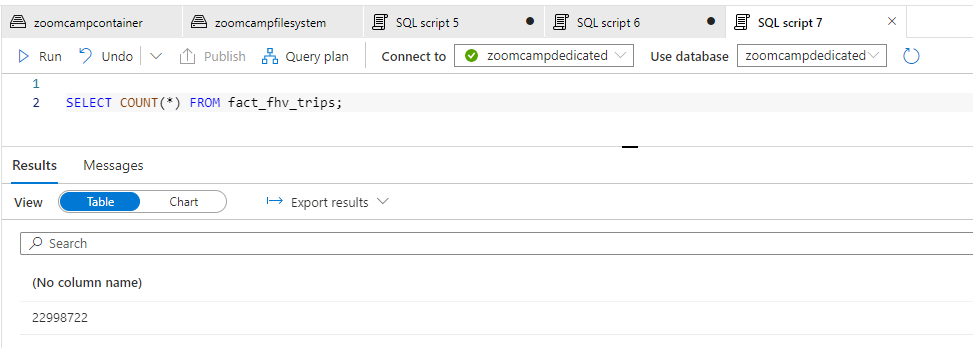 zoomcampcontainer zoomcampfilesystem SQL script 5 SQL script 6 SQL script 7
Run Undo Publish Query plan Connect to zoomcampdedicated Use database zoomcampdedicated
1
2 SELECT COUNT(*) FROM fact_fhv_trips;
Results Messages
View Table Chart Export results
Search
(No column name)
22998722